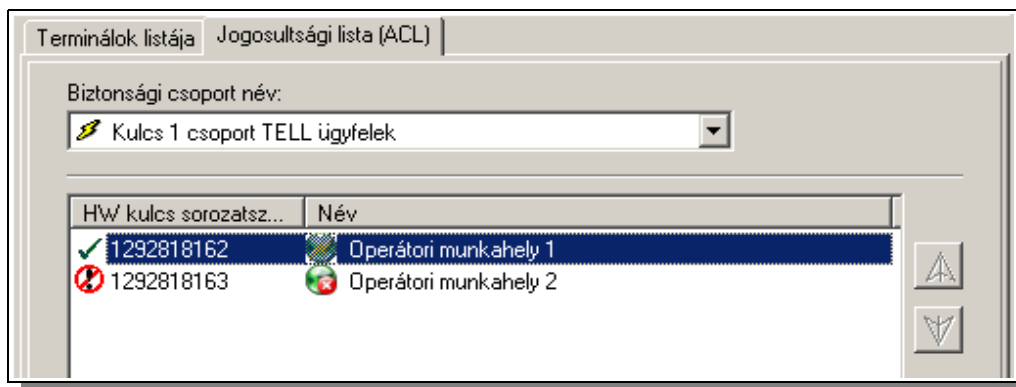 Terminálok listája Jogosultsági lista (ACL)
Biztonsági csoport név:
Kulcs 1 csoport TELL ügyfelek
HW kulcs sorozatsz... Név
1292818162 Operátori munkahely 1
1292818163 Operátori munkahely 2